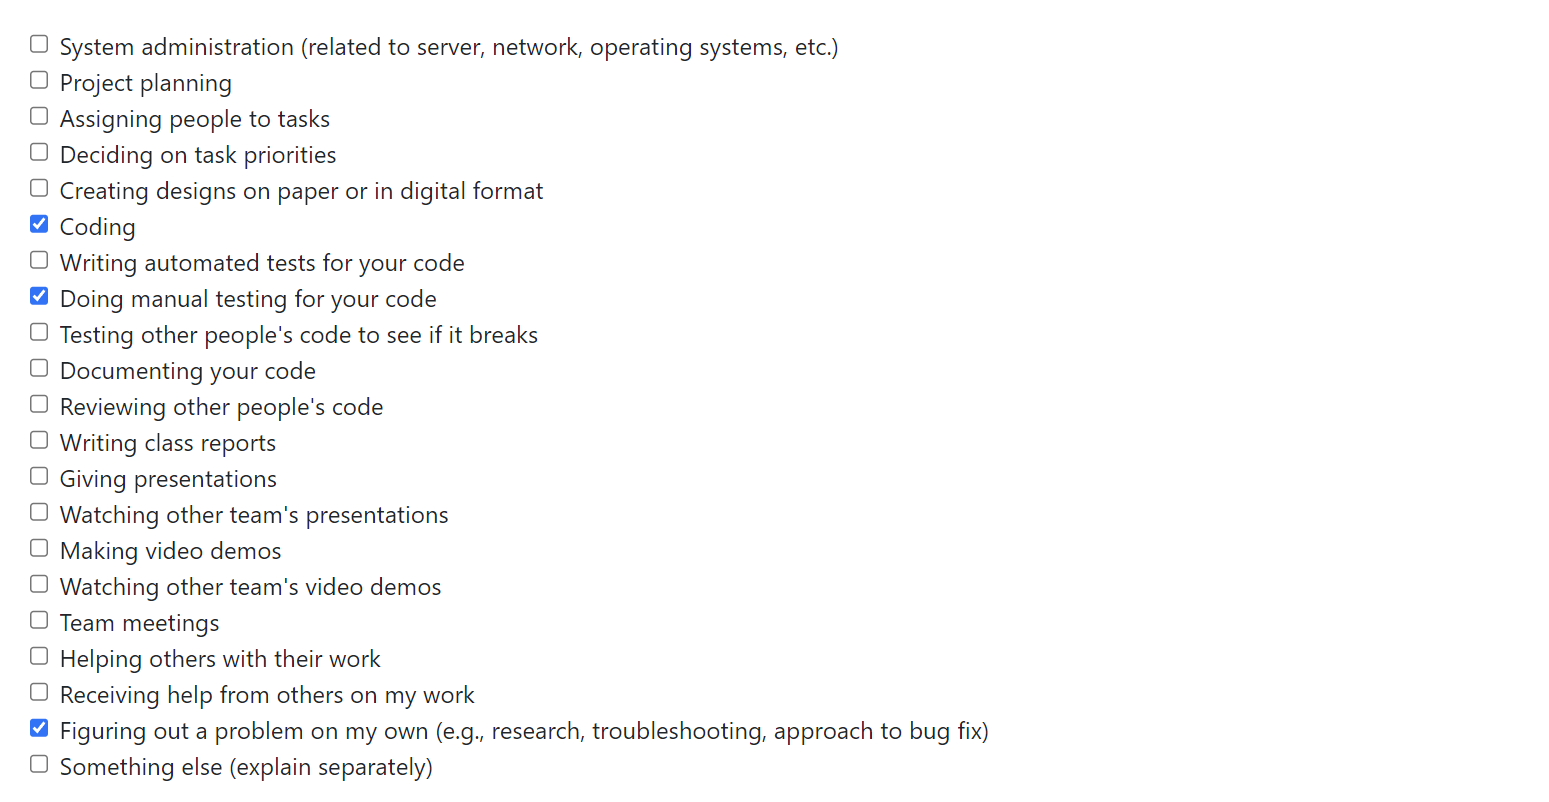 System administration (related to server, network, operating systems, etc.)
Project planning
Assigning people to tasks
Deciding on task priorities
Creating designs on paper or in digital format
Coding
Writing automated tests for your code
Doing manual testing for your code
Testing other people's code to see if it breaks
Documenting your code
Reviewing other people's code
Writing class reports
Giving presentations
Watching other team's presentations
Making video demos
Watching other team's video demos
Team meetings
Helping others with their work
Receiving help from others on my work
Figuring out a problem on my own (e.g., research, troubleshooting, approach to bug fix)
Something else (explain separately)